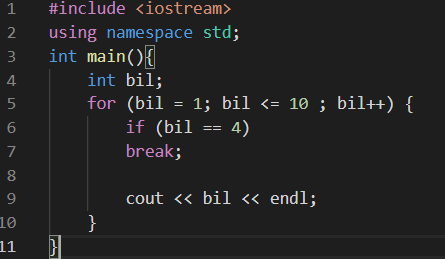 1 #include <iostream>
2 using namespace std;
3 int main(){
4     int bil;
5     for (bil = 1; bil <= 10 ; bil++) {
6         if (bil == 4)
7         break;
8
9         cout << bil << endl;
10     }
11 }